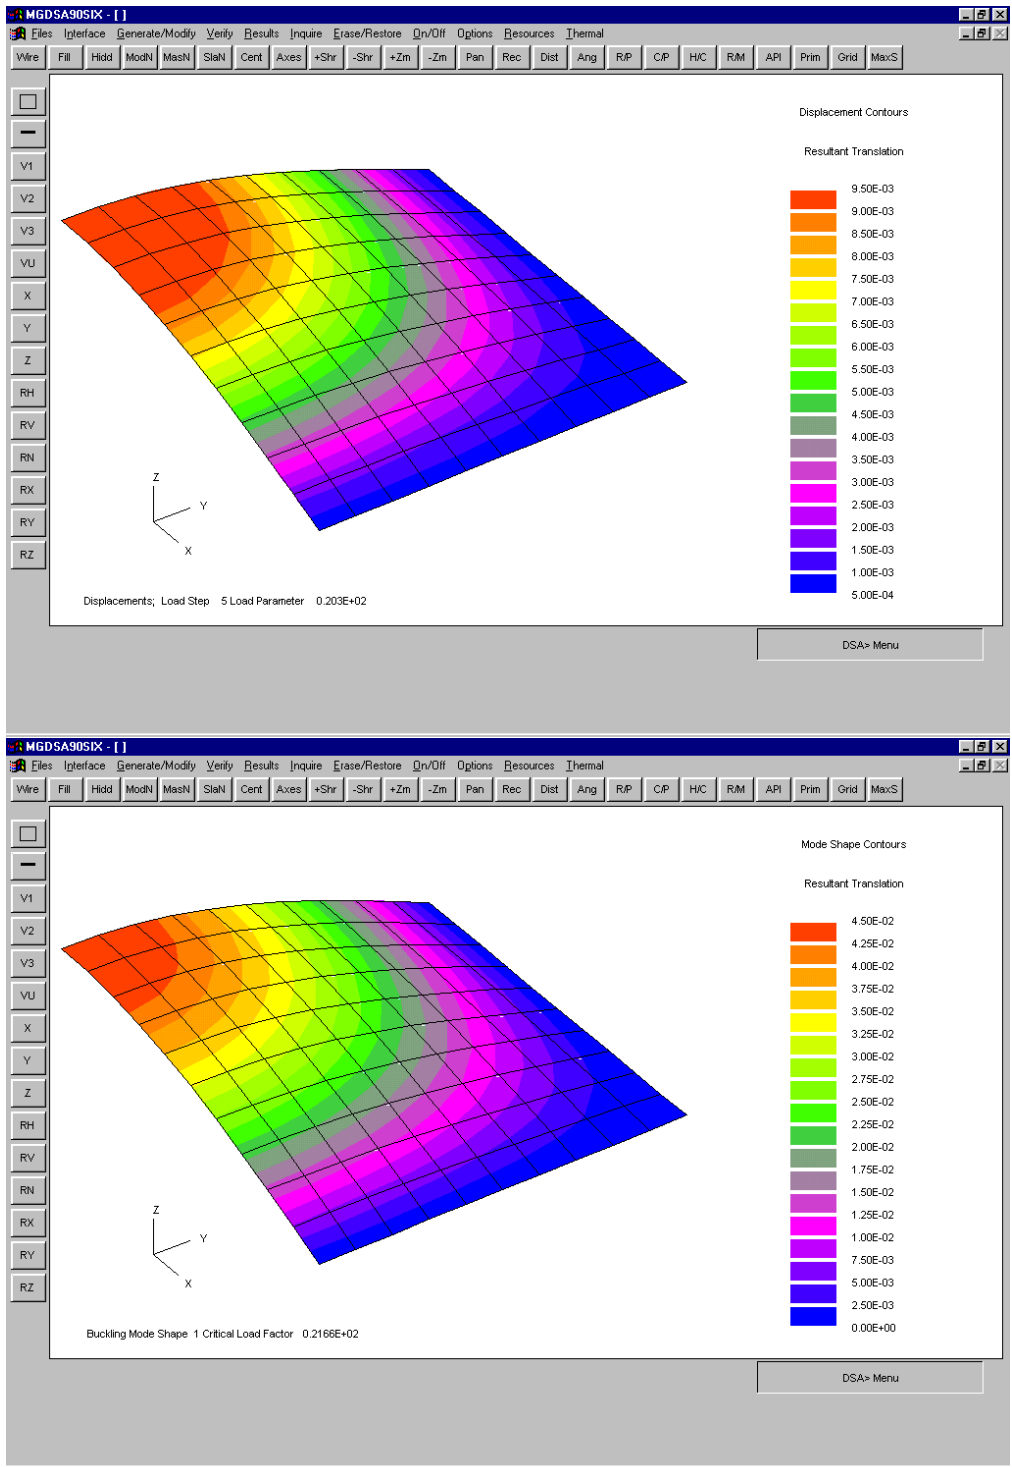 MGDSA90SIX - [ ]
Files Interface Generate/Modify Verify Results Inquire Erase/Restore On/Off Options Resources Thermal
Wire Fill Hidd ModN MasN SlaN Cent Axes +Shr -Shr +Zm -Zm Pan Rec Dist Ang R/P C/P H/C R/M API Prim Grid MaxS
Displacement Contours
Resultant Translation
V1
V2
V3
VU
X
Y
Z
RH
RV
RN
RX
RY
RZ
9.50E-03
9.00E-03
8.50E-03
8.00E-03
7.50E-03
7.00E-03
6.50E-03
6.00E-03
5.50E-03
5.00E-03
4.50E-03
4.00E-03
3.50E-03
3.00E-03
2.50E-03
2.00E-03
1.50E-03
1.00E-03
5.00E-04
Z
Y
X
Displacements; Load Step 5 Load Parameter 0.203E+02
DSA> Menu
MGDSA90SIX - [ ]
Files Interface Generate/Modify Verify Results Inquire Erase/Restore On/Off Options Resources Thermal
Wire Fill Hidd ModN MasN SlaN Cent Axes +Shr -Shr +Zm -Zm Pan Rec Dist Ang R/P C/P H/C R/M API Prim Grid MaxS
Mode Shape Contours
Resultant Translation
V1
V2
V3
VU
X
Y
Z
RH
RV
RN
RX
RY
RZ
4.50E-02
4.25E-02
4.00E-02
3.75E-02
3.50E-02
3.25E-02
3.00E-02
2.75E-02
2.50E-02
2.25E-02
2.00E-02
1.75E-02
1.50E-02
1.25E-02
1.00E-02
7.50E-03
5.00E-03
2.50E-03
0.00E+00
Z
Y
X
Buckling Mode Shape 1 Critical Load Factor 0.2166E+02
DSA> Menu